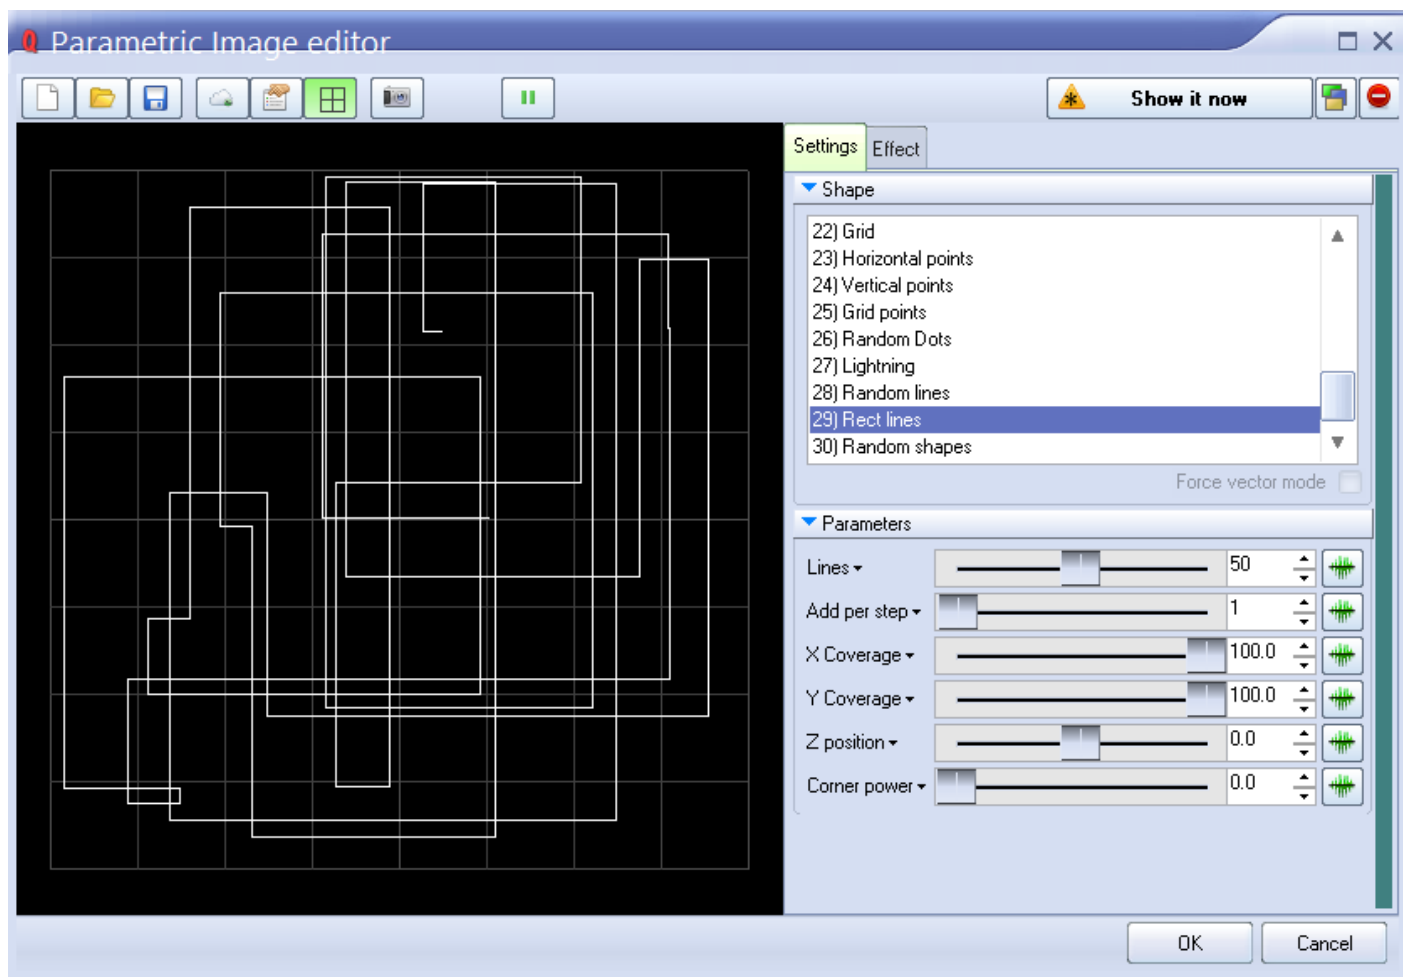 Parametric Image editor
Show it now
Settings
Effect
Shape
22) Grid
23) Horizontal points
24) Vertical points
25) Grid points
26) Random Dots
27) Lightning
28) Random lines
29) Rect lines
30) Random shapes
Force vector mode
Parameters
Lines 50
Add per step 1
X Coverage 100.0
Y Coverage 100.0
Z position 0.0
Corner power 0.0
OK
Cancel